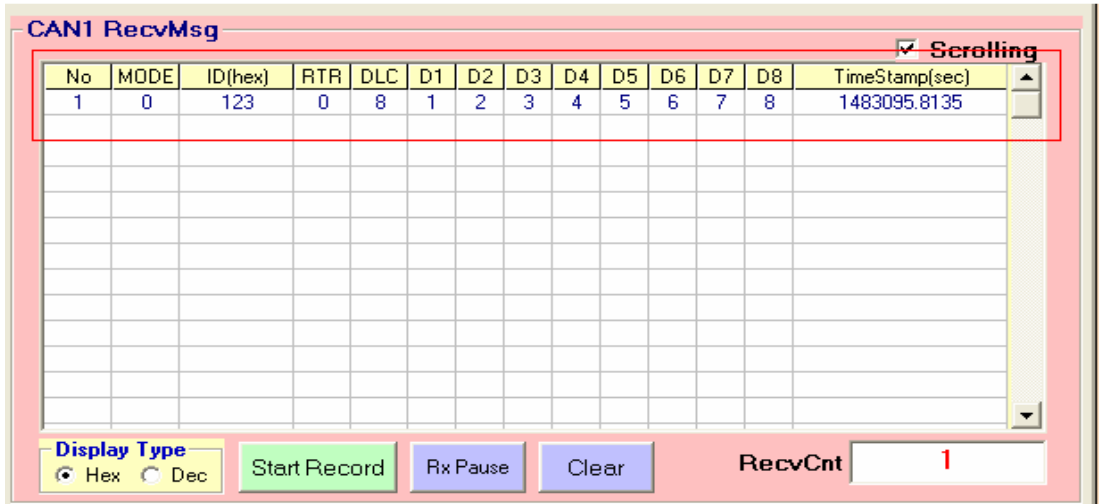 CAN1 RecvMsg
Scrolling
No MODE ID(hex) RTR DLC D1 D2 D3 D4 D5 D6 D7 D8 TimeStamp(sec)
1 0 123 0 8 1 2 3 4 5 6 7 8 1483095.8135
Display Type
Hex Dec
Start Record
Rx Pause
Clear
RecvCnt
1